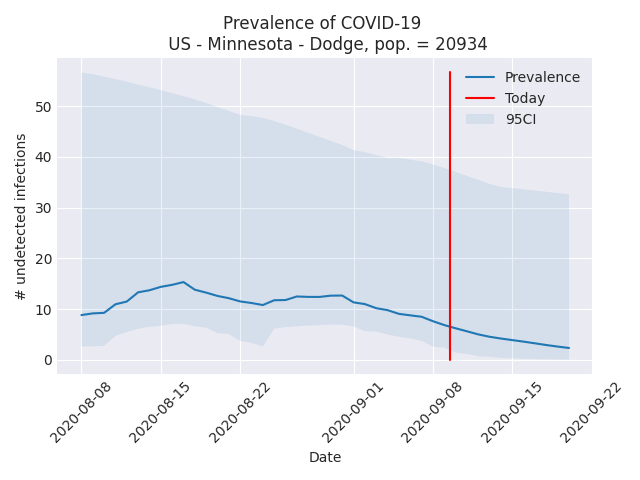 Prevalence of COVID-19
US - Minnesota - Dodge, pop. = 20934
Prevalence
Today
95CI
# undetected infections
50
40
30
20
10
0
2020-08-08
2020-08-15
2020-08-22
2020-09-01
2020-09-08
2020-09-15
2020-09-22
Date